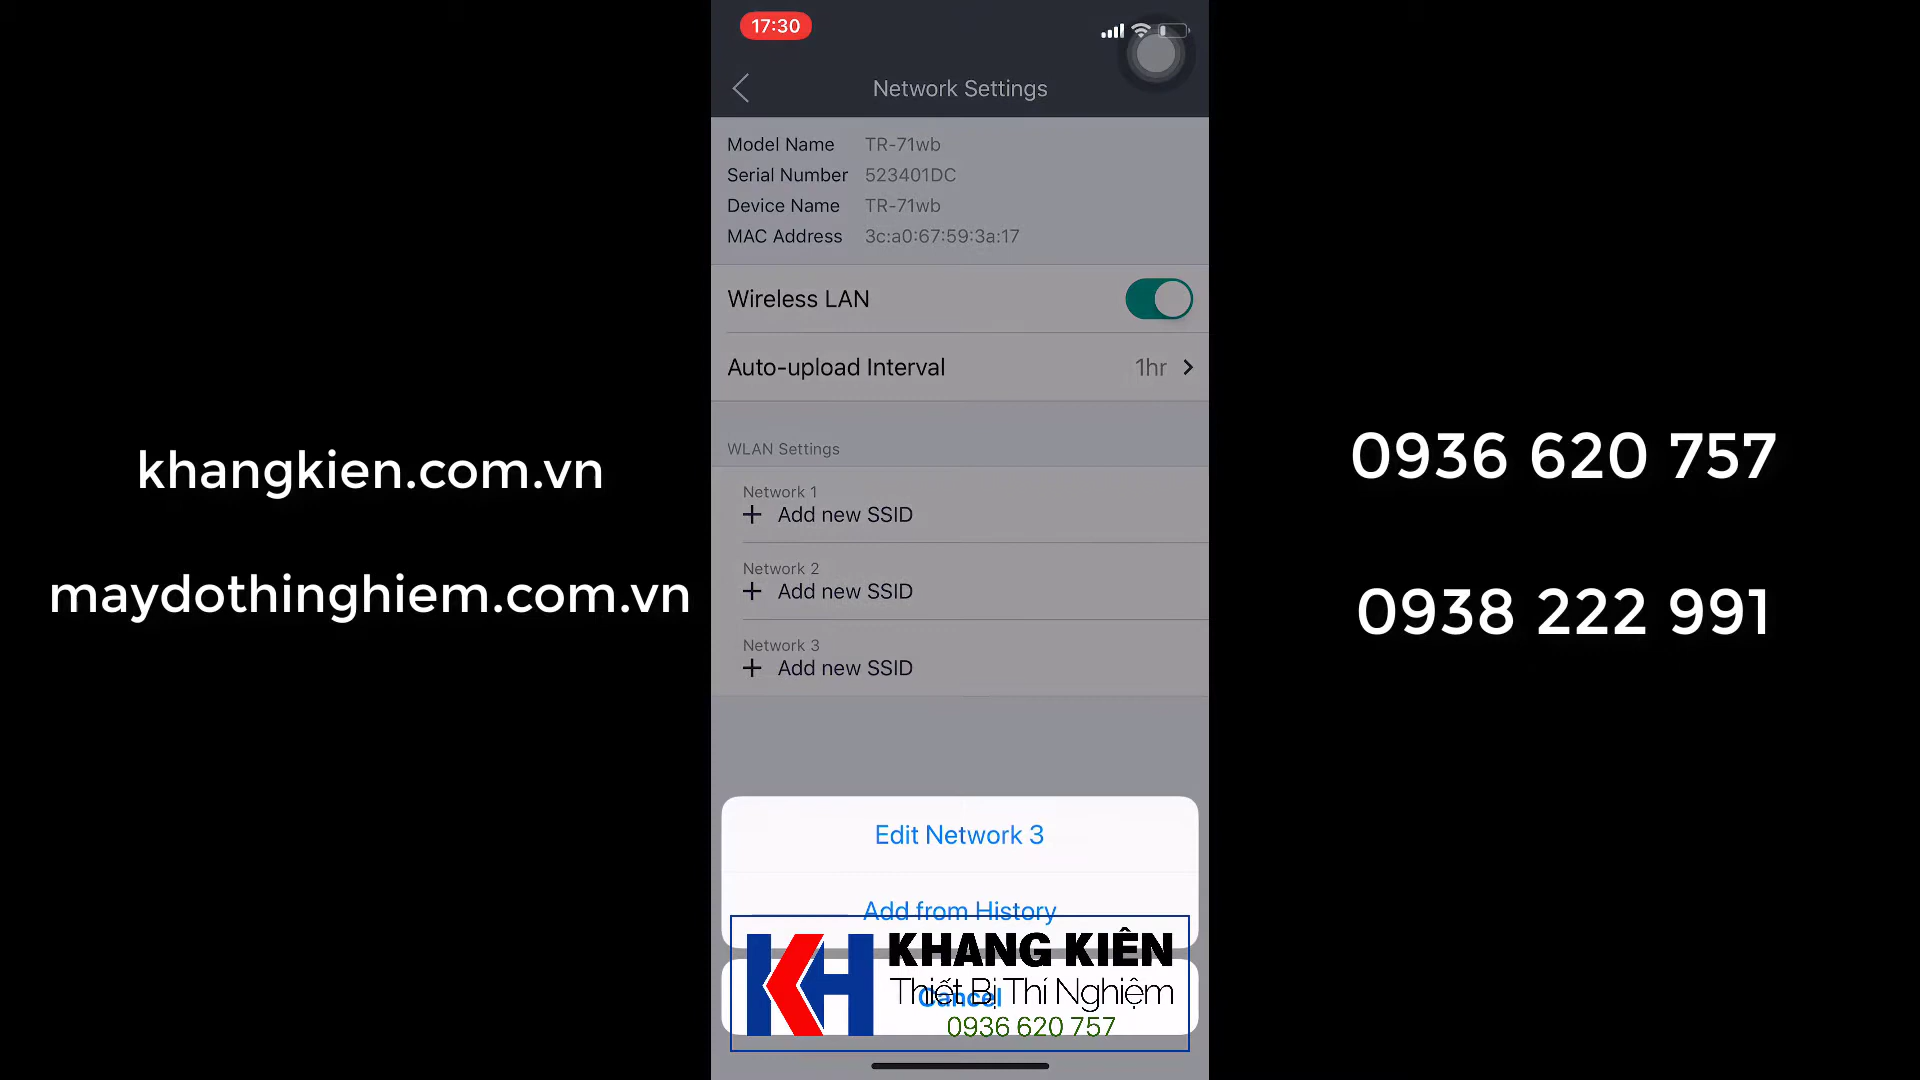 17:30
Network Settings
Model Name TR-71wb
Serial Number 523401DC
Device Name TR-71wb
MAC Address 3c:a0:67:59:3a:17
Wireless LAN
Auto-upload Interval 1hr
WLAN Settings
Network 1
+ Add new SSID
Network 2
+ Add new SSID
Network 3
+ Add new SSID
Edit Network 3
Add from History
Cancel
KH
KHANG KIÊN
Thiết Bị Thí Nghiệm
0936 620 757
khangkien.com.vn
maydothinghiem.com.vn
0936 620 757
0938 222 991